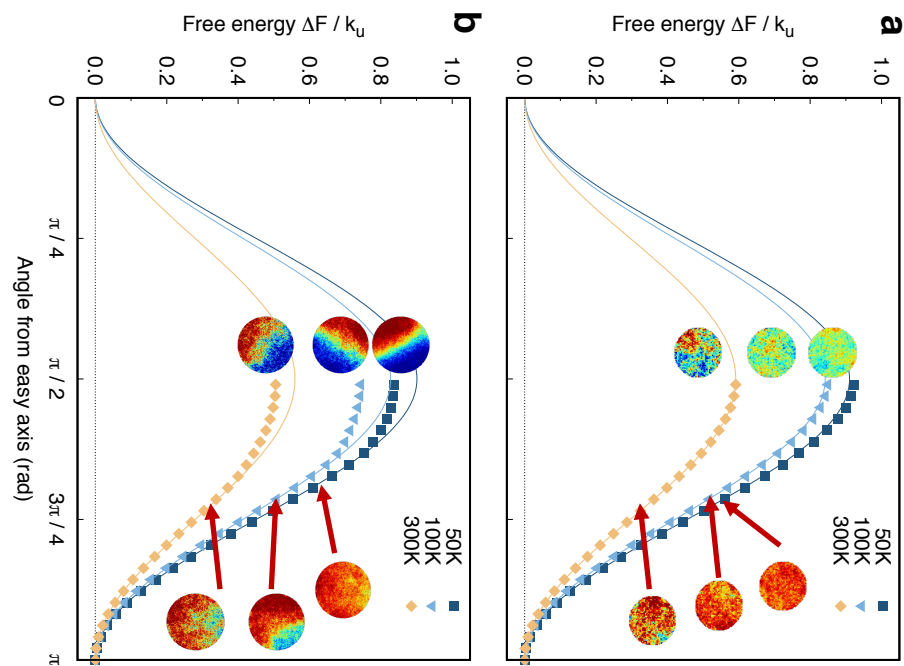 a
Free energy ΔF / kᵤ
1.0
0.8
0.6
0.4
0.2
0.0
50K
100K
300K
b
Free energy ΔF / kᵤ
1.0
0.8
0.6
0.4
0.2
0.0
50K
100K
300K
0
π / 4
π / 2
3π / 4
π
Angle from easy axis (rad)